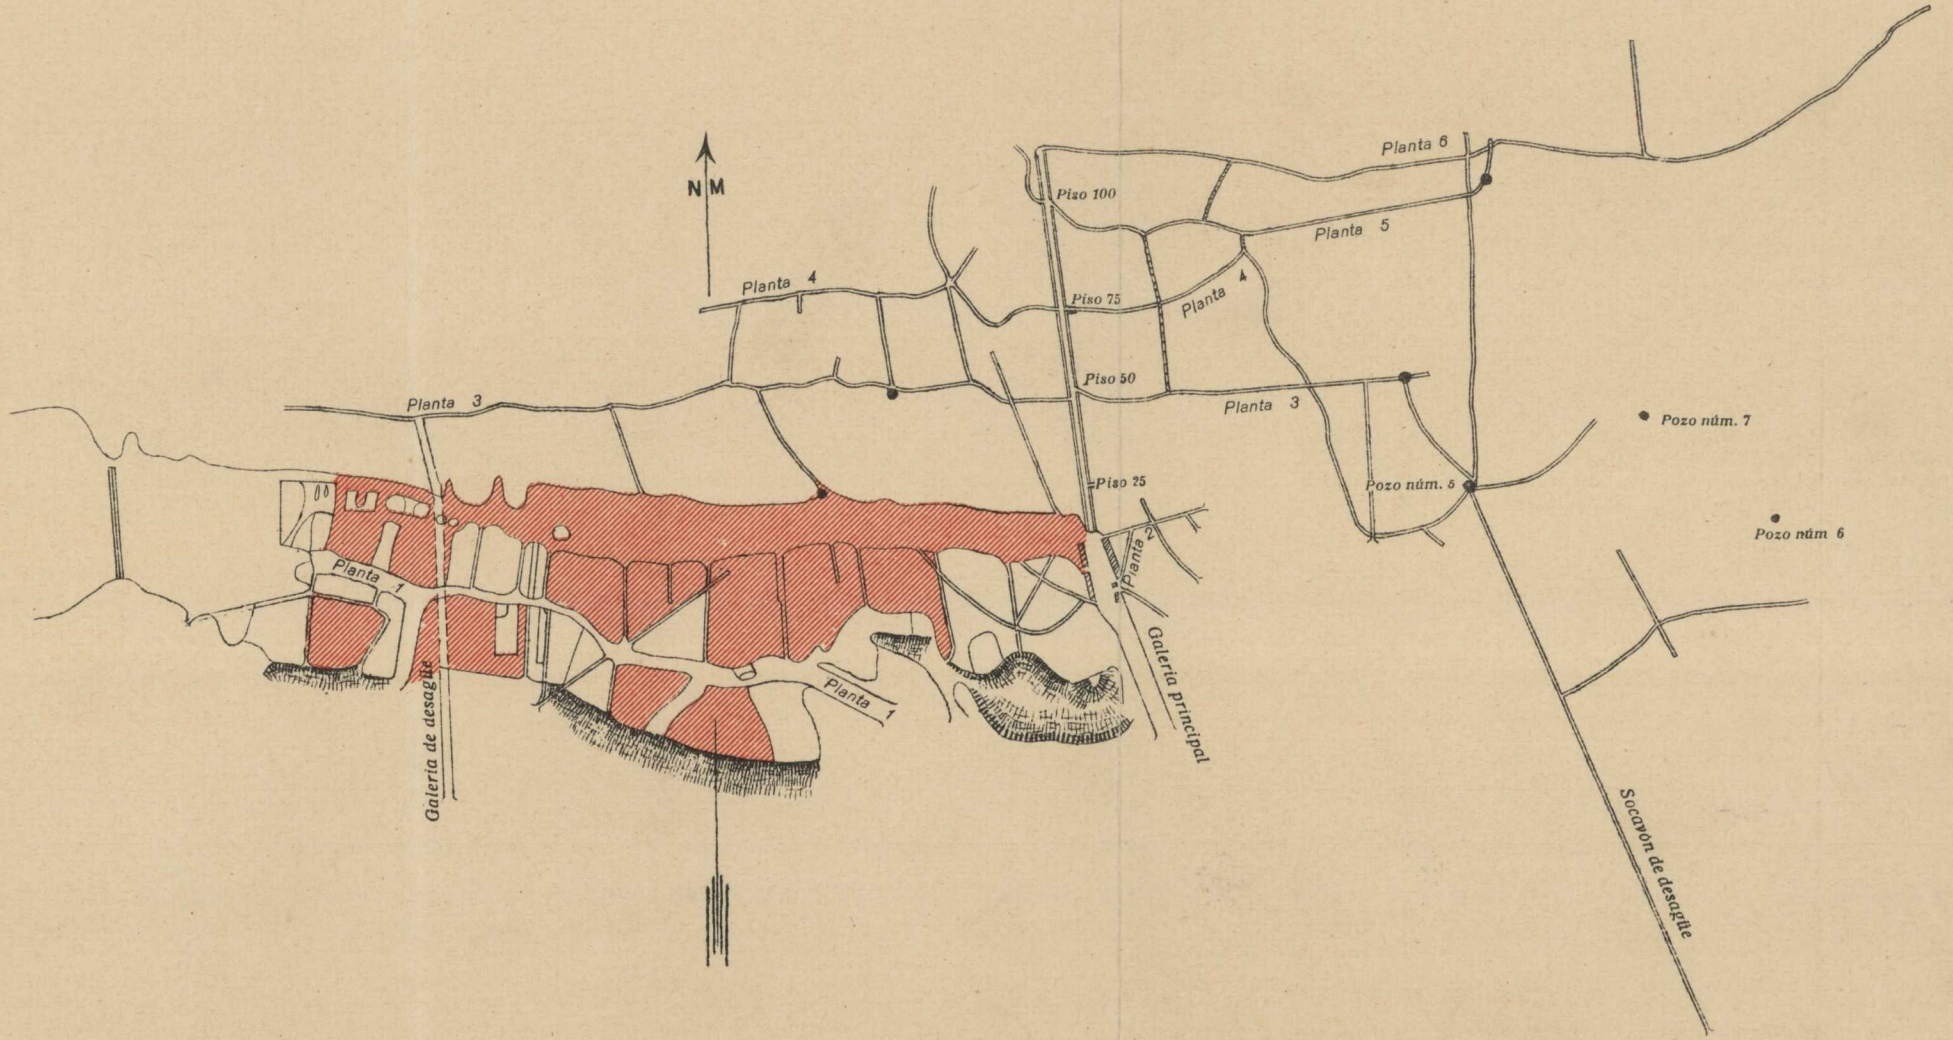 Planta 6
N M
Piso 100
Planta 5
Planta 4
Piso 75
Planta 4
Piso 50
Planta 3
Planta 3
Pozo núm. 7
Piso 25
Pozo núm. 5
Pozo núm 6
Planta 2
Planta 1
Planta 1
Galeria de desagüe
Galeria principal
Socavón de desagüe